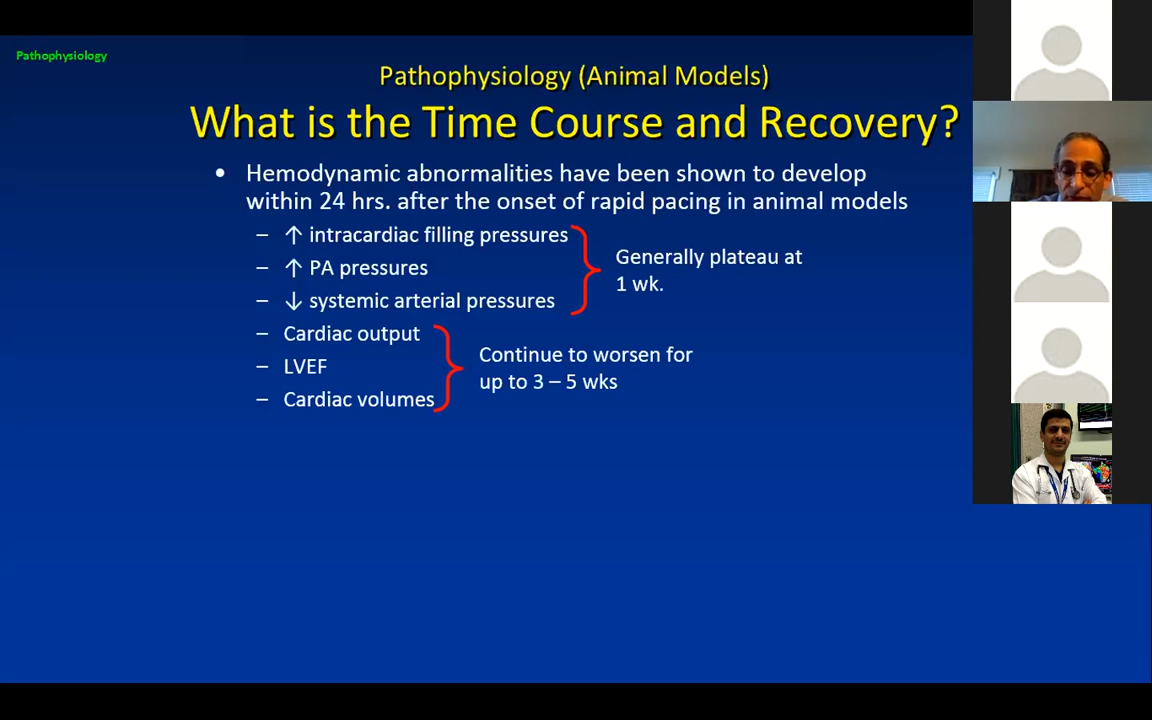 Pathophysiology
Pathophysiology (Animal Models)
What is the Time Course and Recovery?
• Hemodynamic abnormalities have been shown to develop
within 24 hrs. after the onset of rapid pacing in animal models
– ↑ intracardiac filling pressures
– ↑ PA pressures
– ↓ systemic arterial pressures
Generally plateau at
1 wk.
– Cardiac output
– LVEF
– Cardiac volumes
Continue to worsen for
up to 3 – 5 wks